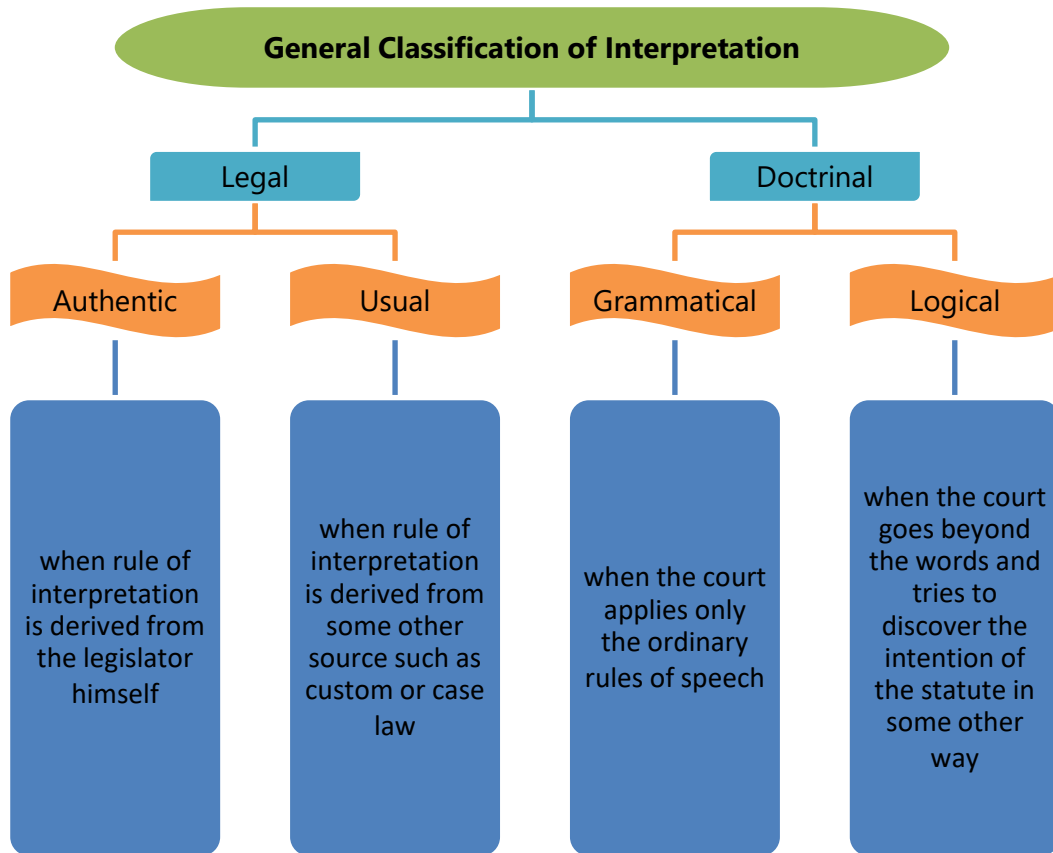 General Classification of Interpretation
Legal
Doctrinal
Authentic
Usual
Grammatical
Logical
when rule of
interpretation
is derived from
the legislator
himself
when rule of
interpretation
is derived from
some other
source such as
custom or case
law
when the court
applies only
the ordinary
rules of speech
when the court
goes beyond
the words and
tries to
discover the
intention of
the statute in
some other
way